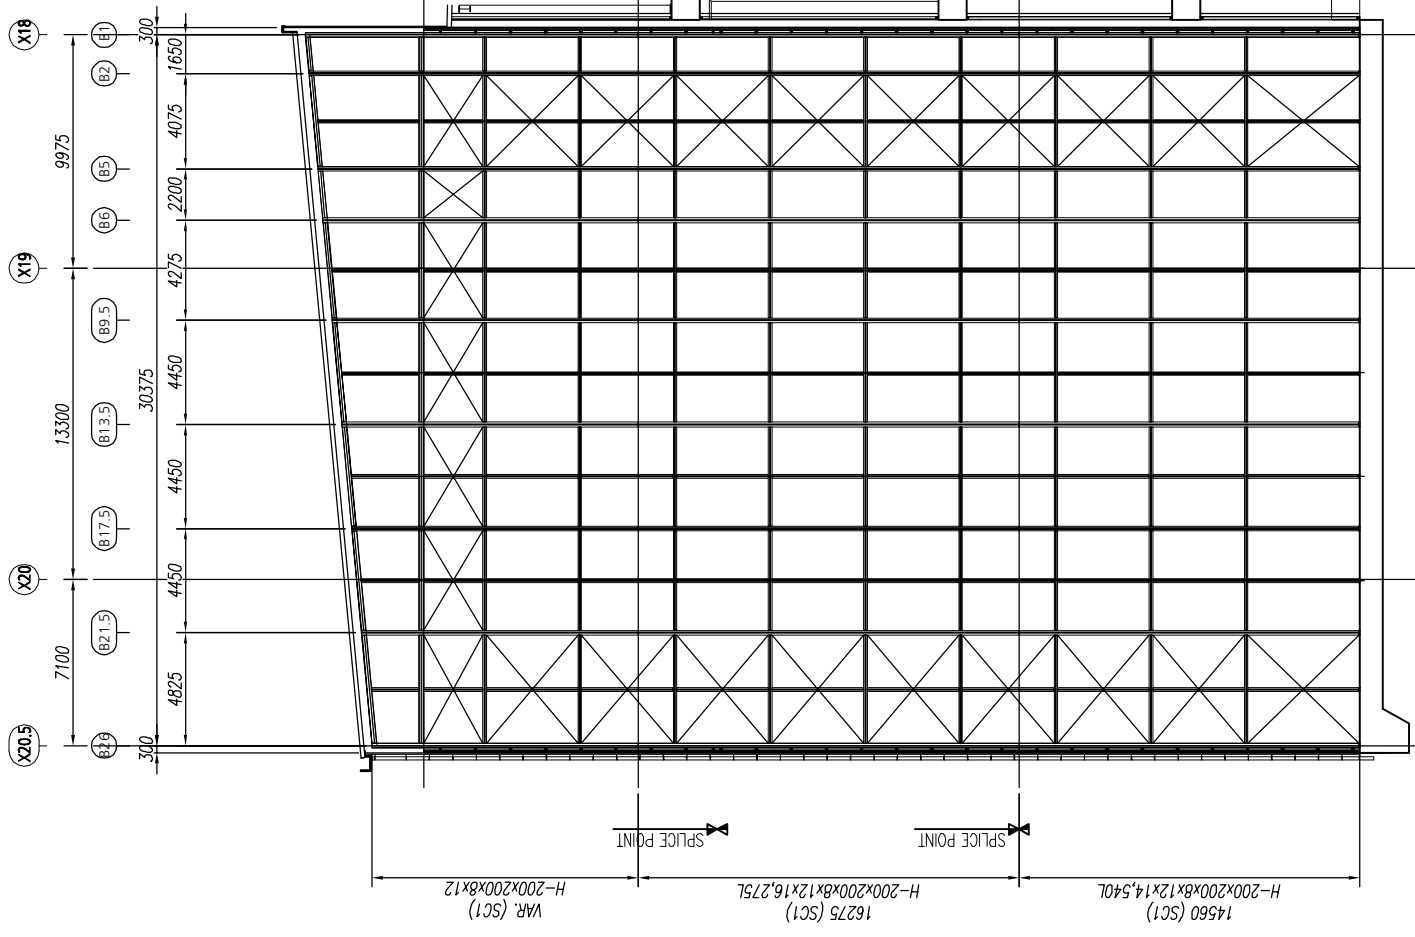 X18
X19
X20
X20.5
9975
13300
7100
B1
B2
B5
B6
B9.5
B13.5
B17.5
B21.5
B26
300
30375
300
1650
4075
2200
4275
4450
4450
4450
4825
SPLICE POINT
SPLICE POINT
VAR. (SC1)
H-200x200x8x12
16275 (SC1)
H-200x200x8x12x16,275L
14560 (SC1)
H-200x200x8x12x14,540L